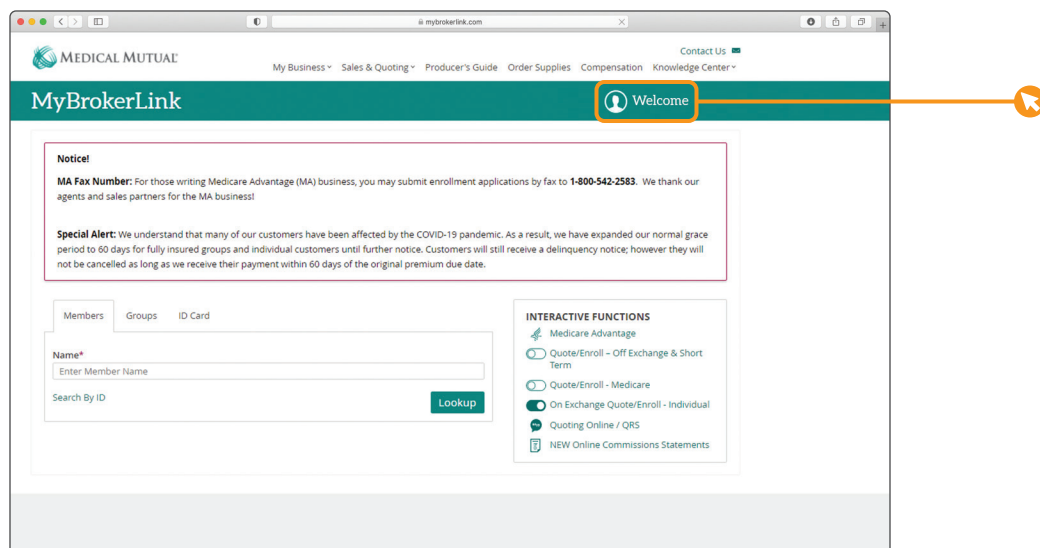 mybrokerlink.com
MEDICAL MUTUAL®
Contact Us
My Business Sales & Quoting Producer's Guide Order Supplies Compensation Knowledge Center
MyBrokerLink
Welcome
Notice!
MA Fax Number: For those writing Medicare Advantage (MA) business, you may submit enrollment applications by fax to 1-800-542-2583. We thank our
agents and sales partners for the MA business!
Special Alert: We understand that many of our customers have been affected by the COVID-19 pandemic. As a result, we have expanded our normal grace
period to 60 days for fully insured groups and individual customers until further notice. Customers will still receive a delinquency notice; however they will
not be cancelled as long as we receive their payment within 60 days of the original premium due date.
Members Groups ID Card
Name*
Enter Member Name
Search By ID
Lookup
INTERACTIVE FUNCTIONS
Medicare Advantage
Quote/Enroll – Off Exchange & Short
Term
Quote/Enroll - Medicare
On Exchange Quote/Enroll - Individual
Quoting Online / QRS
NEW Online Commissions Statements